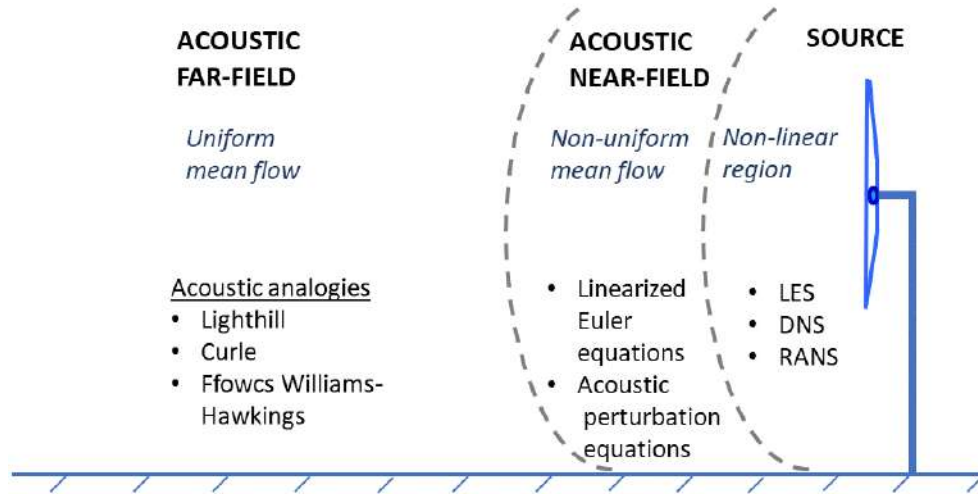 ACOUSTIC
FAR-FIELD
Uniform
mean flow
Acoustic analogies
• Lighthill
• Curle
• Ffowcs Williams-
Hawkings
ACOUSTIC
NEAR-FIELD
Non-uniform
mean flow
• Linearized
Euler
equations
• Acoustic
perturbation
equations
SOURCE
Non-linear
region
• LES
• DNS
• RANS